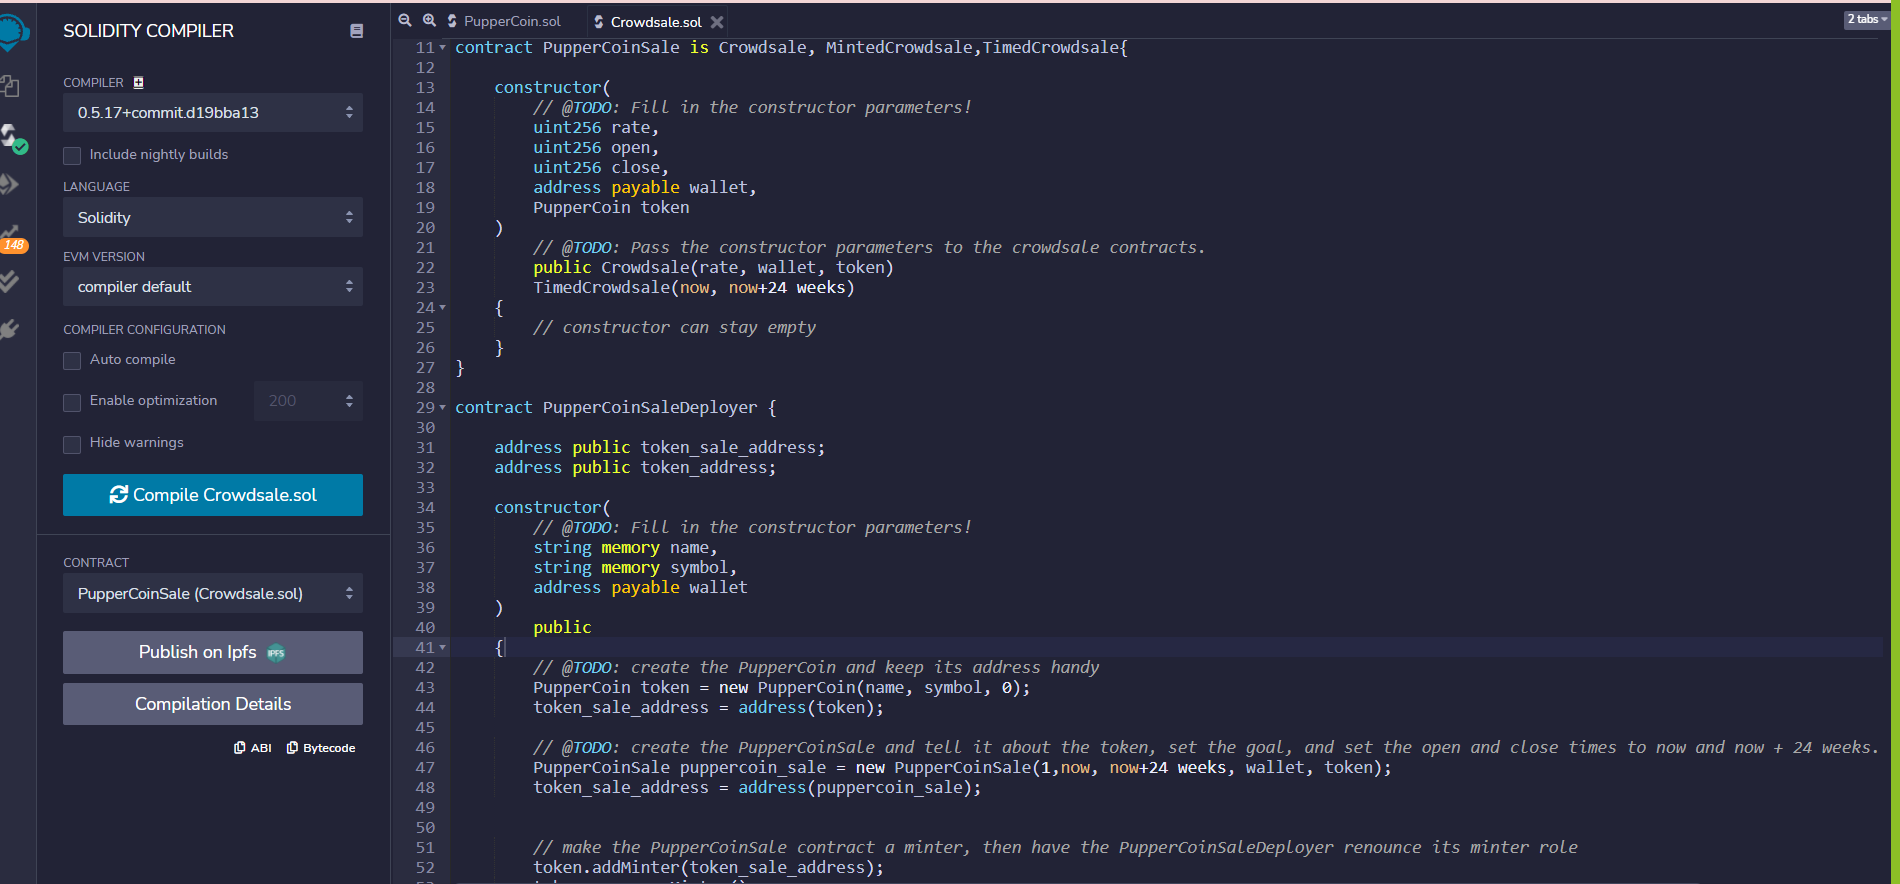 SOLIDITY COMPILER
COMPILER
0.5.17+commit.d19bba13
Include nightly builds
LANGUAGE
Solidity
EVM VERSION
compiler default
COMPILER CONFIGURATION
Auto compile
Enable optimization
200
Hide warnings
Compile Crowdsale.sol
CONTRACT
PupperCoinSale (Crowdsale.sol)
Publish on Ipfs IPFS
Compilation Details
ABI Bytecode
148
PupperCoin.sol
Crowdsale.sol
2 tabs
11 contract PupperCoinSale is Crowdsale, MintedCrowdsale,TimedCrowdsale{
12
13 constructor(
14 // @TODO: Fill in the constructor parameters!
15 uint256 rate,
16 uint256 open,
17 uint256 close,
18 address payable wallet,
19 PupperCoin token
20 )
21 // @TODO: Pass the constructor parameters to the crowdsale contracts.
22 public Crowdsale(rate, wallet, token)
23 TimedCrowdsale(now, now+24 weeks)
24 {
25 // constructor can stay empty
26 }
27 }
28
29 contract PupperCoinSaleDeployer {
30
31 address public token_sale_address;
32 address public token_address;
33
34 constructor(
35 // @TODO: Fill in the constructor parameters!
36 string memory name,
37 string memory symbol,
38 address payable wallet
39 )
40 public
41 {
42 // @TODO: create the PupperCoin and keep its address handy
43 PupperCoin token = new PupperCoin(name, symbol, 0);
44 token_sale_address = address(token);
45
46 // @TODO: create the PupperCoinSale and tell it about the token, set the goal, and set the open and close times to now and now + 24 weeks.
47 PupperCoinSale puppercoin_sale = new PupperCoinSale(1,now, now+24 weeks, wallet, token);
48 token_sale_address = address(puppercoin_sale);
49
50
51 // make the PupperCoinSale contract a minter, then have the PupperCoinSaleDeployer renounce its minter role
52 token.addMinter(token_sale_address);